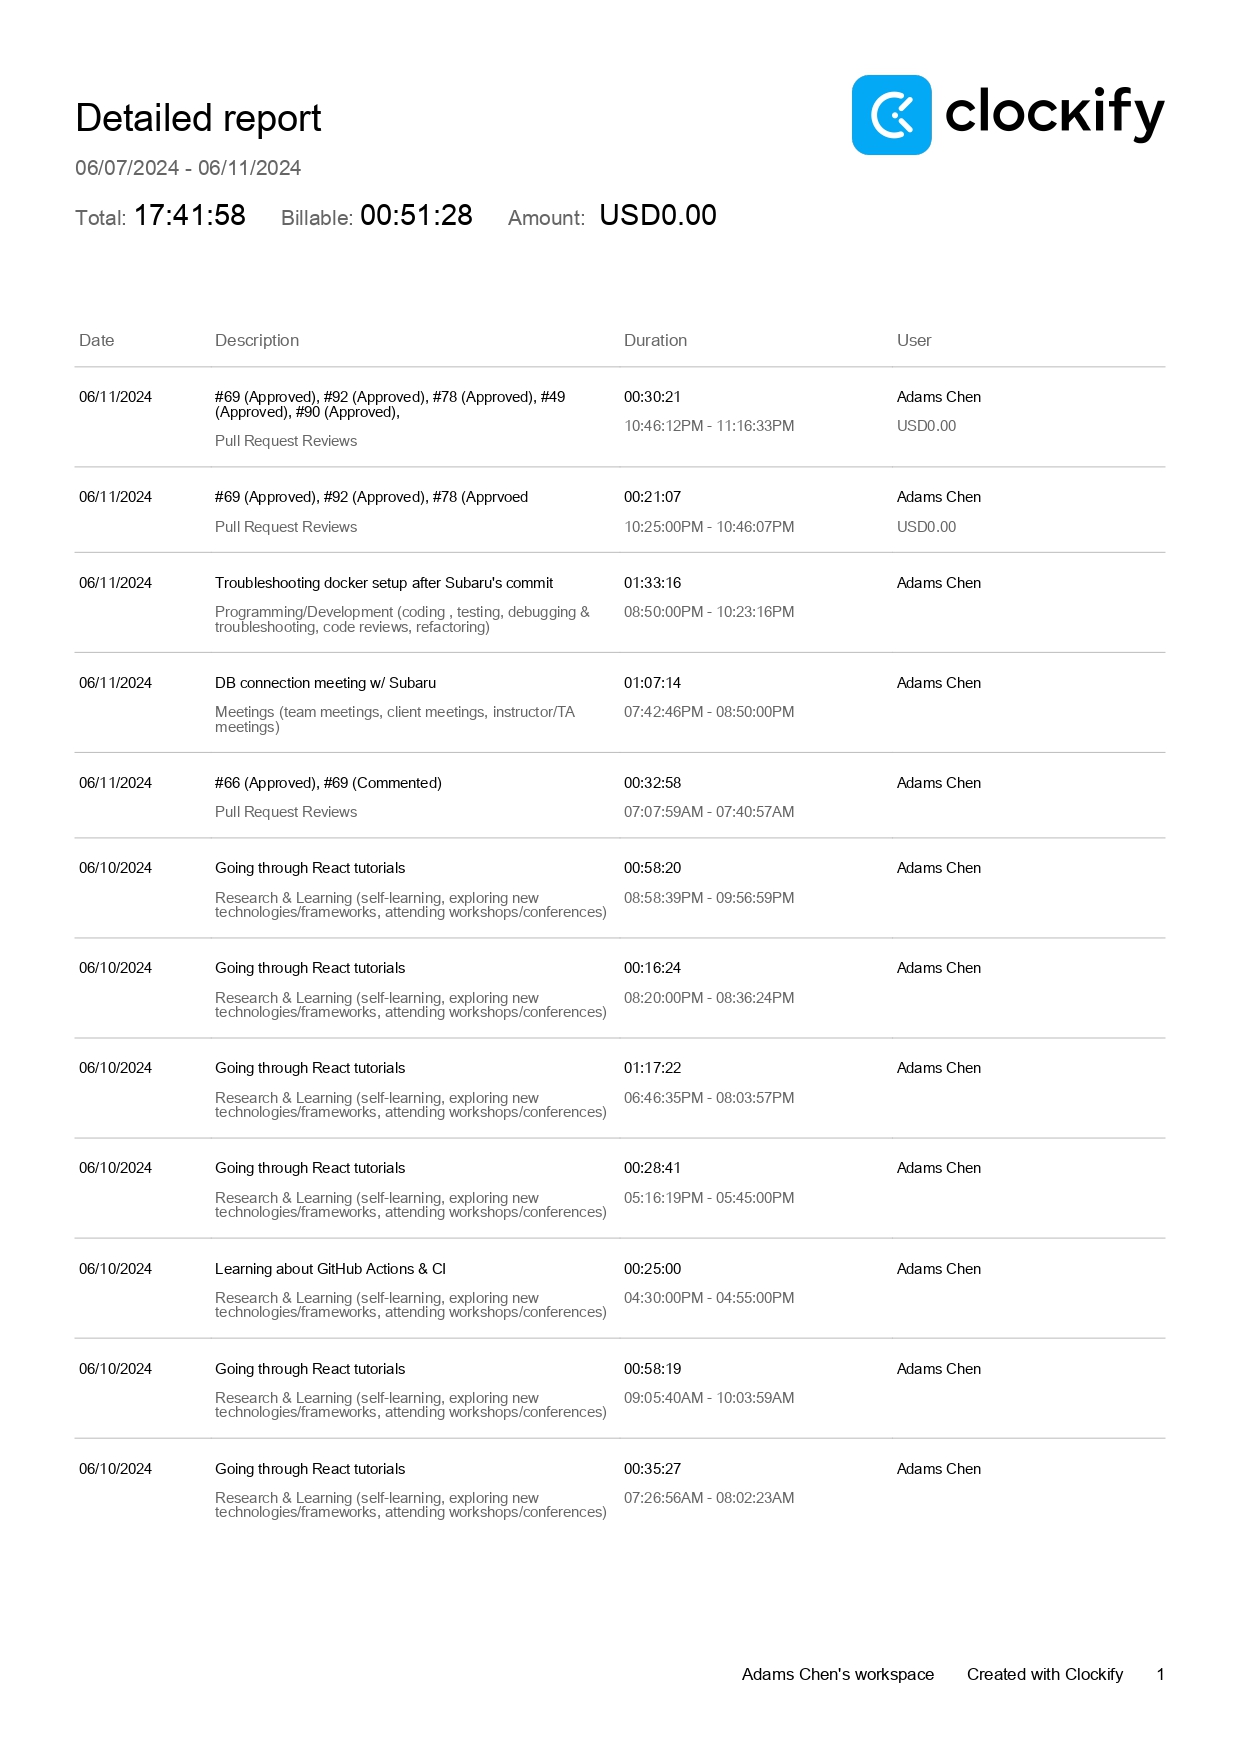 Detailed report
clockify
06/07/2024 - 06/11/2024
Total: 17:41:58 Billable: 00:51:28 Amount: USD0.00
Date Description Duration User
06/11/2024 #69 (Approved), #92 (Approved), #78 (Approved), #49 00:30:21 Adams Chen
(Approved), #90 (Approved),
10:46:12PM - 11:16:33PM USD0.00
Pull Request Reviews
06/11/2024 #69 (Approved), #92 (Approved), #78 (Apprvoed 00:21:07 Adams Chen
Pull Request Reviews 10:25:00PM - 10:46:07PM USD0.00
06/11/2024 Troubleshooting docker setup after Subaru's commit 01:33:16 Adams Chen
Programming/Development (coding , testing, debugging & 08:50:00PM - 10:23:16PM
troubleshooting, code reviews, refactoring)
06/11/2024 DB connection meeting w/ Subaru 01:07:14 Adams Chen
Meetings (team meetings, client meetings, instructor/TA 07:42:46PM - 08:50:00PM
meetings)
06/11/2024 #66 (Approved), #69 (Commented) 00:32:58 Adams Chen
Pull Request Reviews 07:07:59AM - 07:40:57AM
06/10/2024 Going through React tutorials 00:58:20 Adams Chen
Research & Learning (self-learning, exploring new 08:58:39PM - 09:56:59PM
technologies/frameworks, attending workshops/conferences)
06/10/2024 Going through React tutorials 00:16:24 Adams Chen
Research & Learning (self-learning, exploring new 08:20:00PM - 08:36:24PM
technologies/frameworks, attending workshops/conferences)
06/10/2024 Going through React tutorials 01:17:22 Adams Chen
Research & Learning (self-learning, exploring new 06:46:35PM - 08:03:57PM
technologies/frameworks, attending workshops/conferences)
06/10/2024 Going through React tutorials 00:28:41 Adams Chen
Research & Learning (self-learning, exploring new 05:16:19PM - 05:45:00PM
technologies/frameworks, attending workshops/conferences)
06/10/2024 Learning about GitHub Actions & CI 00:25:00 Adams Chen
Research & Learning (self-learning, exploring new 04:30:00PM - 04:55:00PM
technologies/frameworks, attending workshops/conferences)
06/10/2024 Going through React tutorials 00:58:19 Adams Chen
Research & Learning (self-learning, exploring new 09:05:40AM - 10:03:59AM
technologies/frameworks, attending workshops/conferences)
06/10/2024 Going through React tutorials 00:35:27 Adams Chen
Research & Learning (self-learning, exploring new 07:26:56AM - 08:02:23AM
technologies/frameworks, attending workshops/conferences)
Adams Chen's workspace Created with Clockify 1